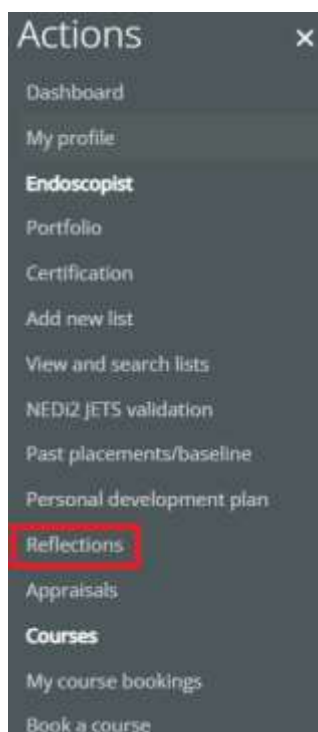 Actions ×
Dashboard
My profile
Endoscopist
Portfolio
Certification
Add new list
View and search lists
NEDi2 JETS validation
Past placements/baseline
Personal development plan
Reflections
Appraisals
Courses
My course bookings
Book a course